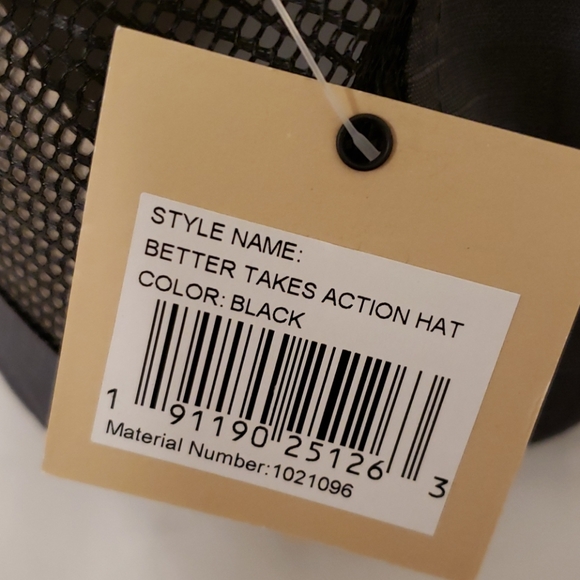 STYLE NAME:
BETTER TAKES ACTION HAT
COLOR: BLACK
1 91190 25126 3
Material Number:1021096